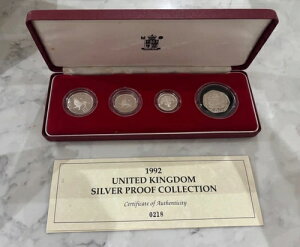 1992
UNITED KINGDOM
SILVER PROOF COLLECTION
Certificate of Authenticity
0218